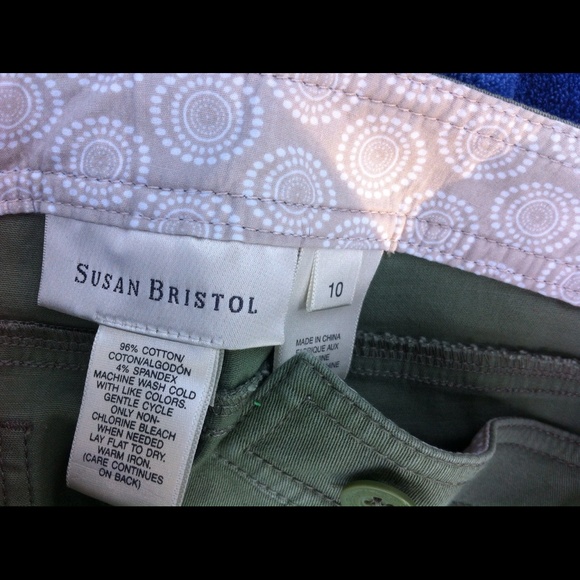 SUSAN BRISTOL
10
MADE IN CHINA
96% COTTON/
COTTON/ALGODÓN
4% SPANDEX
MACHINE WASH COLD
WITH LIKE COLORS.
GENTLE CYCLE
ONLY NON-
CHLORINE BLEACH
WHEN NEEDED
LAY FLAT TO DRY.
WARM IRON.
(CARE CONTINUES
ON BACK)